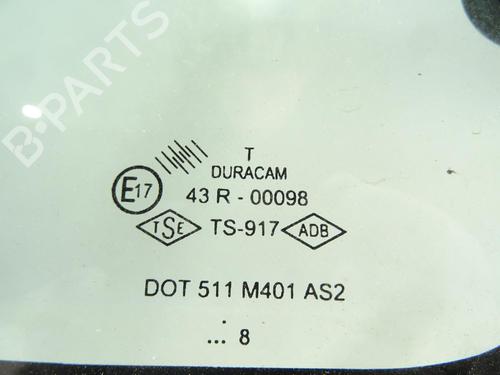 B-PARTS
T
DURACAM
E17 43 R - 00098
TSE TS-917 ADB
DOT 511 M401 AS2
... 8